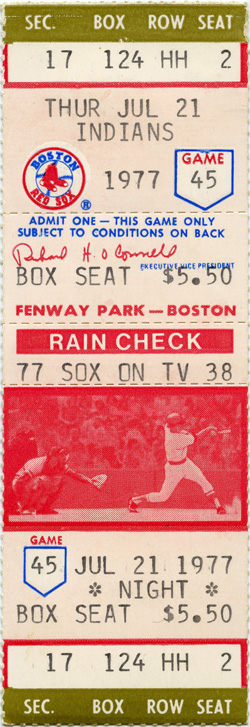 SEC. BOX ROW SEAT
17 124 HH 2
THUR JUL 21
INDIANS
BOSTON
RED SOX
®
1977
GAME
45
ADMIT ONE — THIS GAME ONLY
SUBJECT TO CONDITIONS ON BACK
Richard H. O'Connell
EXECUTIVE VICE PRESIDENT
BOX SEAT $5.50
FENWAY PARK — BOSTON
RAIN CHECK
77 SOX ON TV 38
GAME
45 JUL 21 1977
* NIGHT *
BOX SEAT $5.50
17 124 HH 2
SEC. BOX ROW SEAT